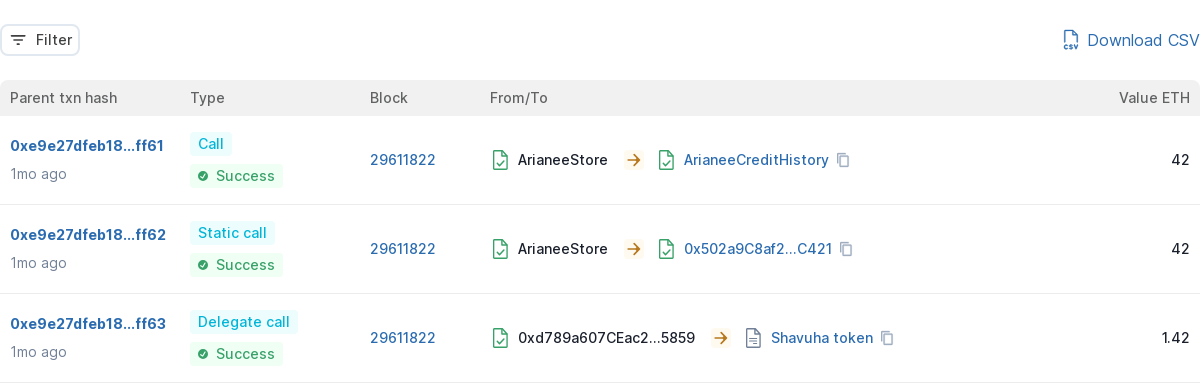 Filter
Download CSV
Parent txn hash Type Block From/To Value ETH
0xe9e27dfeb18...ff61 Call 29611822 ArianeeStore ArianeeCreditHistory 42
1mo ago Success
0xe9e27dfeb18...ff62 Static call 29611822 ArianeeStore 0x502a9C8af2...C421 42
1mo ago Success
0xe9e27dfeb18...ff63 Delegate call 29611822 0xd789a607CEac2...5859 Shavuha token 1.42
1mo ago Success